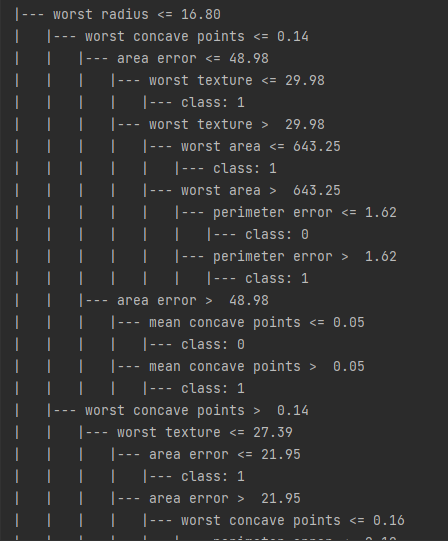 |--- worst radius <= 16.80
|   |--- worst concave points <= 0.14
|   |   |--- area error <= 48.98
|   |   |   |--- worst texture <= 29.98
|   |   |   |   |--- class: 1
|   |   |   |--- worst texture >  29.98
|   |   |   |   |--- worst area <= 643.25
|   |   |   |   |   |--- class: 1
|   |   |   |   |--- worst area >  643.25
|   |   |   |   |   |--- perimeter error <= 1.62
|   |   |   |   |   |   |--- class: 0
|   |   |   |   |   |--- perimeter error >  1.62
|   |   |   |   |   |   |--- class: 1
|   |   |--- area error >  48.98
|   |   |   |--- mean concave points <= 0.05
|   |   |   |   |--- class: 0
|   |   |   |--- mean concave points >  0.05
|   |   |   |   |--- class: 1
|   |--- worst concave points >  0.14
|   |   |--- worst texture <= 27.39
|   |   |   |--- area error <= 21.95
|   |   |   |   |--- class: 1
|   |   |   |--- area error >  21.95
|   |   |   |   |--- worst concave points <= 0.16